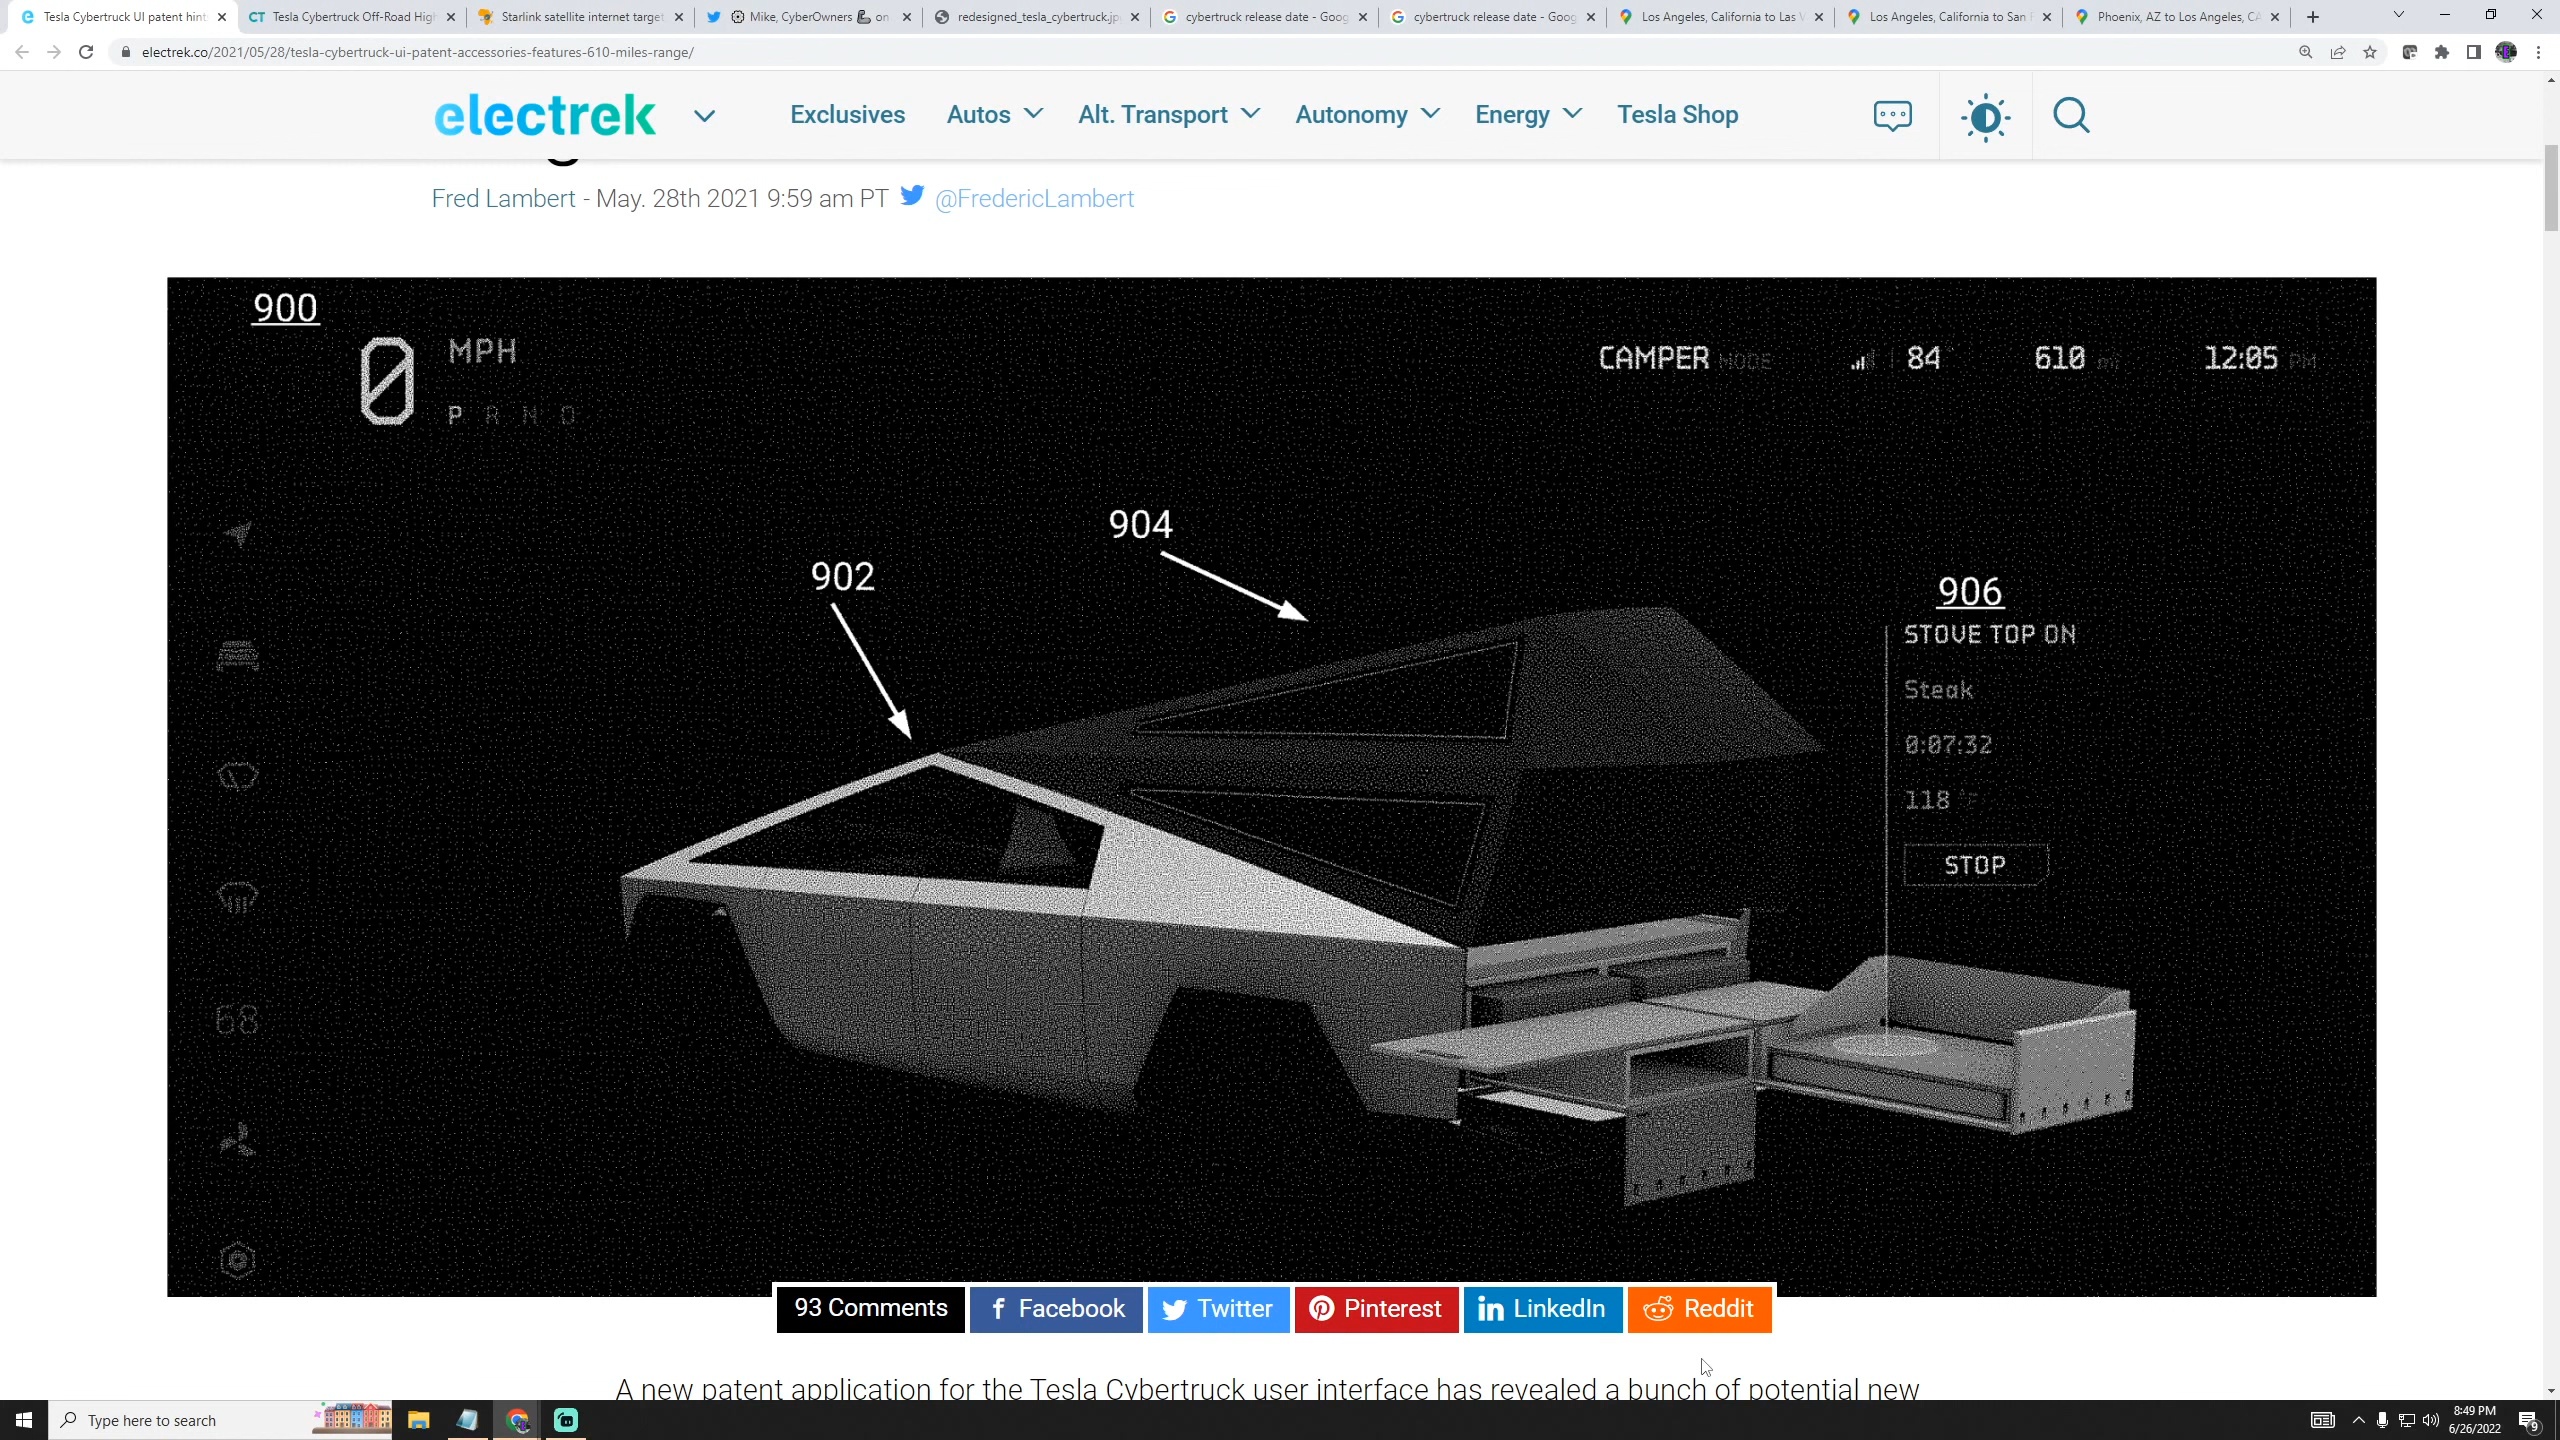 Tesla Cybertruck UI patent hint
CT Tesla Cybertruck Off-Road High
Starlink satellite internet target
Mike, CyberOwners on
redesigned_tesla_cybertruck.jp
cybertruck release date - Goog
cybertruck release date - Goog
Los Angeles, California to Las V
Los Angeles, California to San F
Phoenix, AZ to Los Angeles, CA
electrek.co/2021/05/28/tesla-cybertruck-ui-patent-accessories-features-610-miles-range/
electrek
Exclusives Autos Alt. Transport Autonomy Energy Tesla Shop
Fred Lambert - May. 28th 2021 9:59 am PT @FredericLambert
900
0 MPH
P R N D
CAMPER MODE 84 610 mi 12:05 PM
904
902
906
STOVE TOP ON
Steak
0:07:32
118 °F
STOP
68
93 Comments Facebook Twitter Pinterest LinkedIn Reddit
A new patent application for the Tesla Cybertruck user interface has revealed a bunch of potential new
Type here to search
8:49 PM
6/26/2022
9